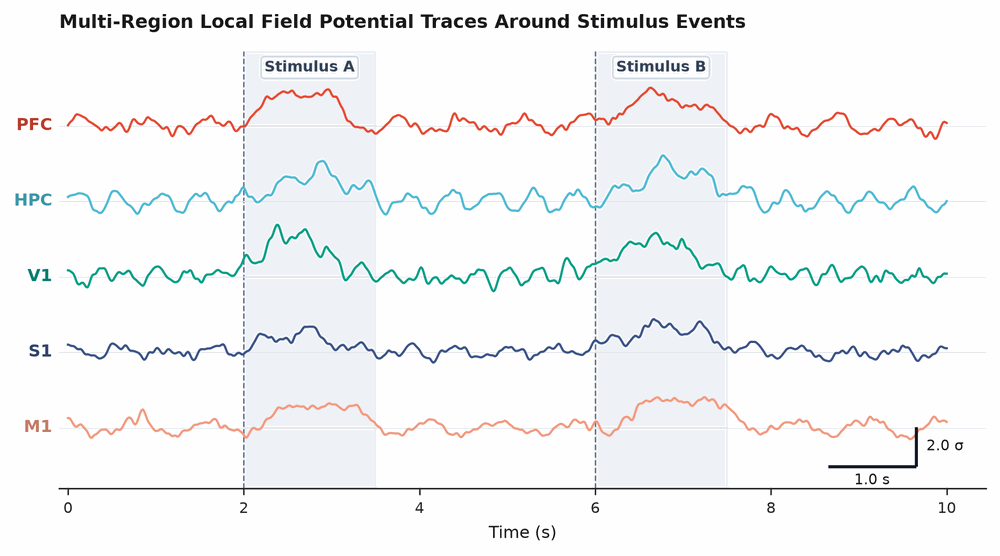 Multi-Region Local Field Potential Traces Around Stimulus Events
Stimulus A
Stimulus B
PFC
HPC
V1
S1
M1
2.0 σ
1.0 s
0 2 4 6 8 10
Time (s)